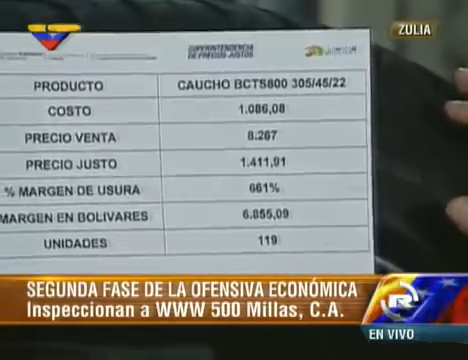 ZULIA
SUPERINTENDENCIA
DE PRECIOS JUSTOS
PRODUCTO CAUCHO BCTS800 305/45/22
COSTO 1.086,08
PRECIO VENTA 8.267
PRECIO JUSTO 1.411,91
% MARGEN DE USURA 661%
MARGEN EN BOLIVARES 6.855,09
UNIDADES 119
SEGUNDA FASE DE LA OFENSIVA ECONÓMICA
Inspeccionan a WWW 500 Millas, C.A.
EN VIVO